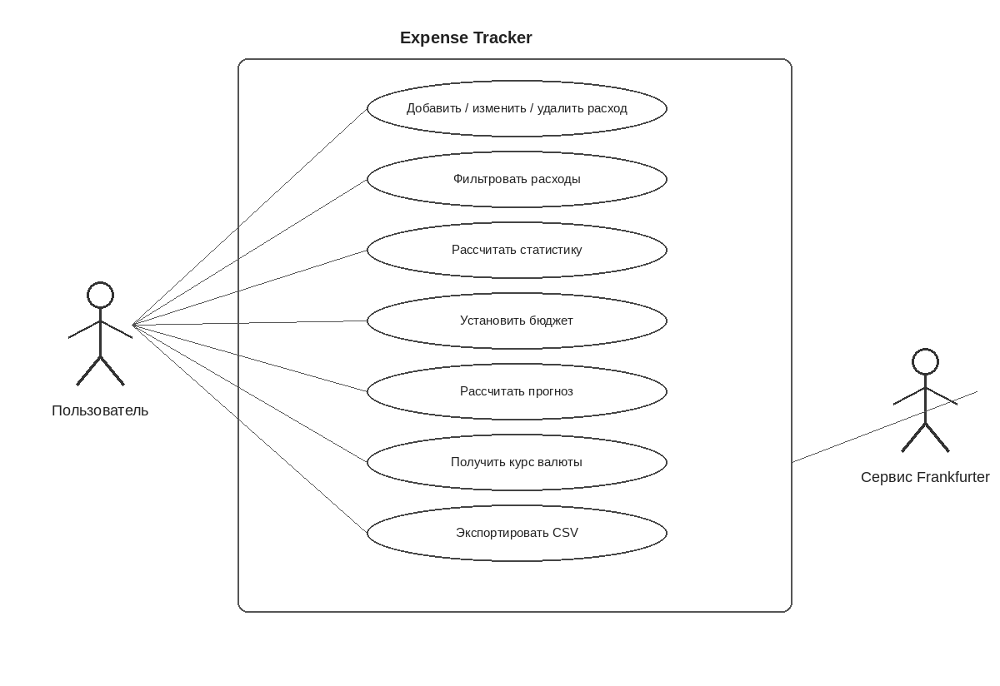 Expense Tracker
Добавить / изменить / удалить расход
Фильтровать расходы
Рассчитать статистику
Установить бюджет
Рассчитать прогноз
Получить курс валюты
Экспортировать CSV
Пользователь
Сервис Frankfurter